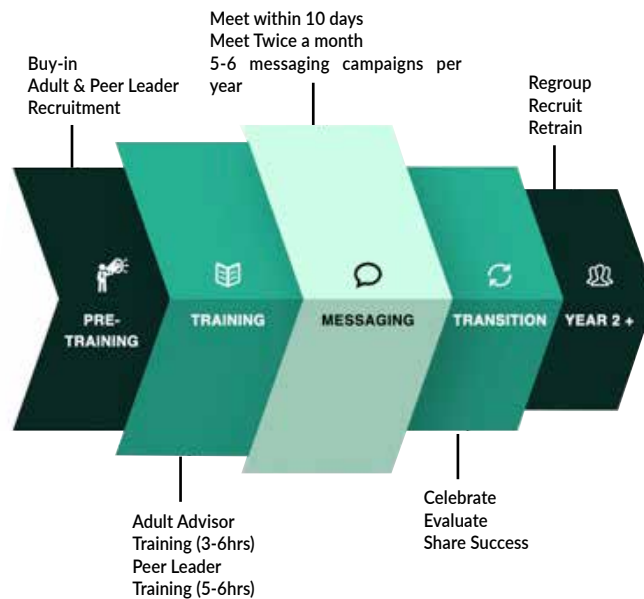 Meet within 10 days
Meet Twice a month
5-6 messaging campaigns per
year
Buy-in
Adult & Peer Leader
Recruitment
Regroup
Recruit
Retrain
PRE-
TRAINING
TRAINING
MESSAGING
TRANSITION
YEAR 2 +
Adult Advisor
Training (3-6hrs)
Peer Leader
Training (5-6hrs)
Celebrate
Evaluate
Share Success